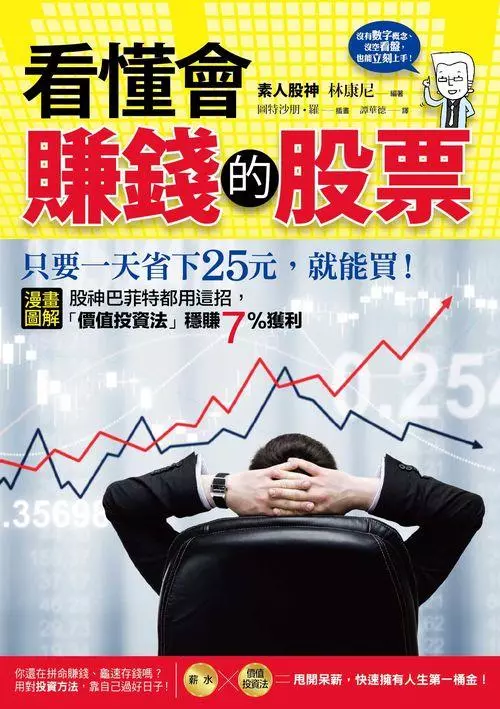 沒有數字概念、
沒空看盤，
也能立刻上手！
看懂會
素人股神 林康尼 編著
圖特沙朋・羅 插畫 譚華德 譯
賺錢的股票
只要一天省下25元，就能買！
漫畫
圖解
股神巴菲特都用這招，
「價值投資法」穩賺7%獲利
0.254
.35698
你還在拼命賺錢、龜速存錢嗎？
用對投資方法，靠自己過好日子！
薪水 × 價值投資法 = 甩開呆薪，快速擁有人生第一桶金！